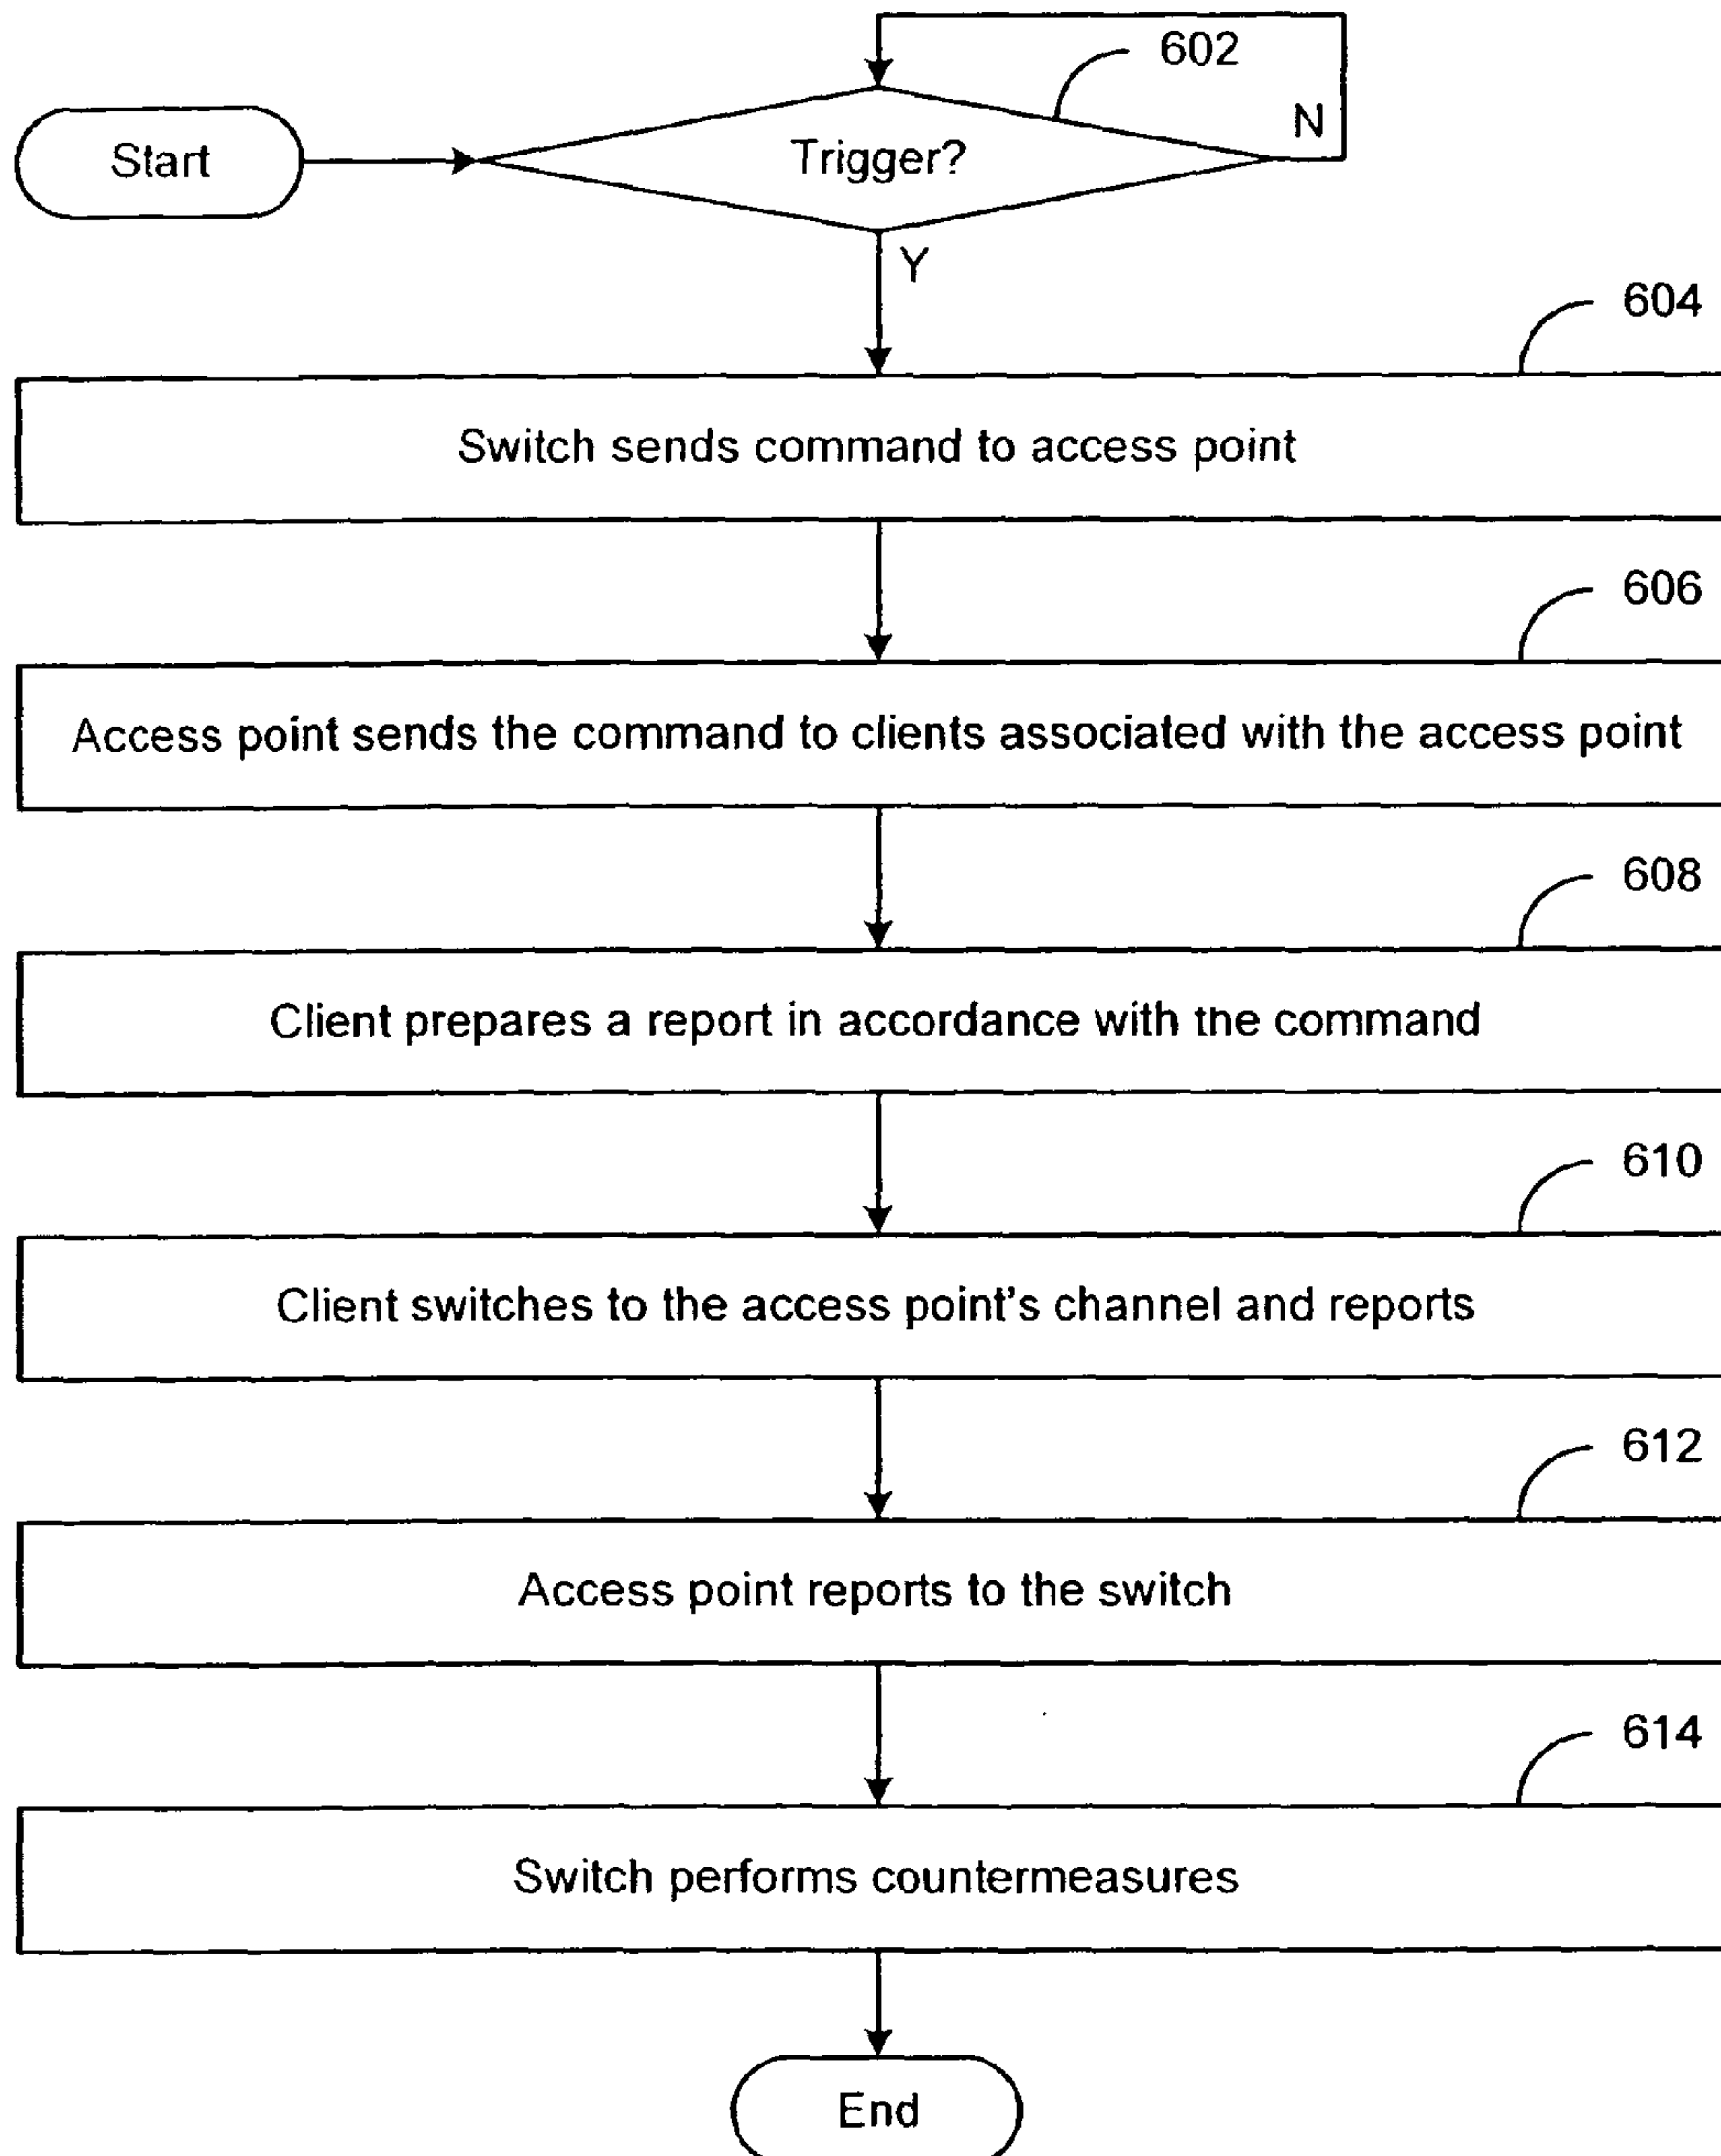 602
N
Start
Trigger?
Y
604
Switch sends command to access point
606
Access point sends the command to clients associated with the access point
608
Client prepares a report in accordance with the command
610
Client switches to the access point's channel and reports
612
Access point reports to the switch
614
Switch performs countermeasures
End